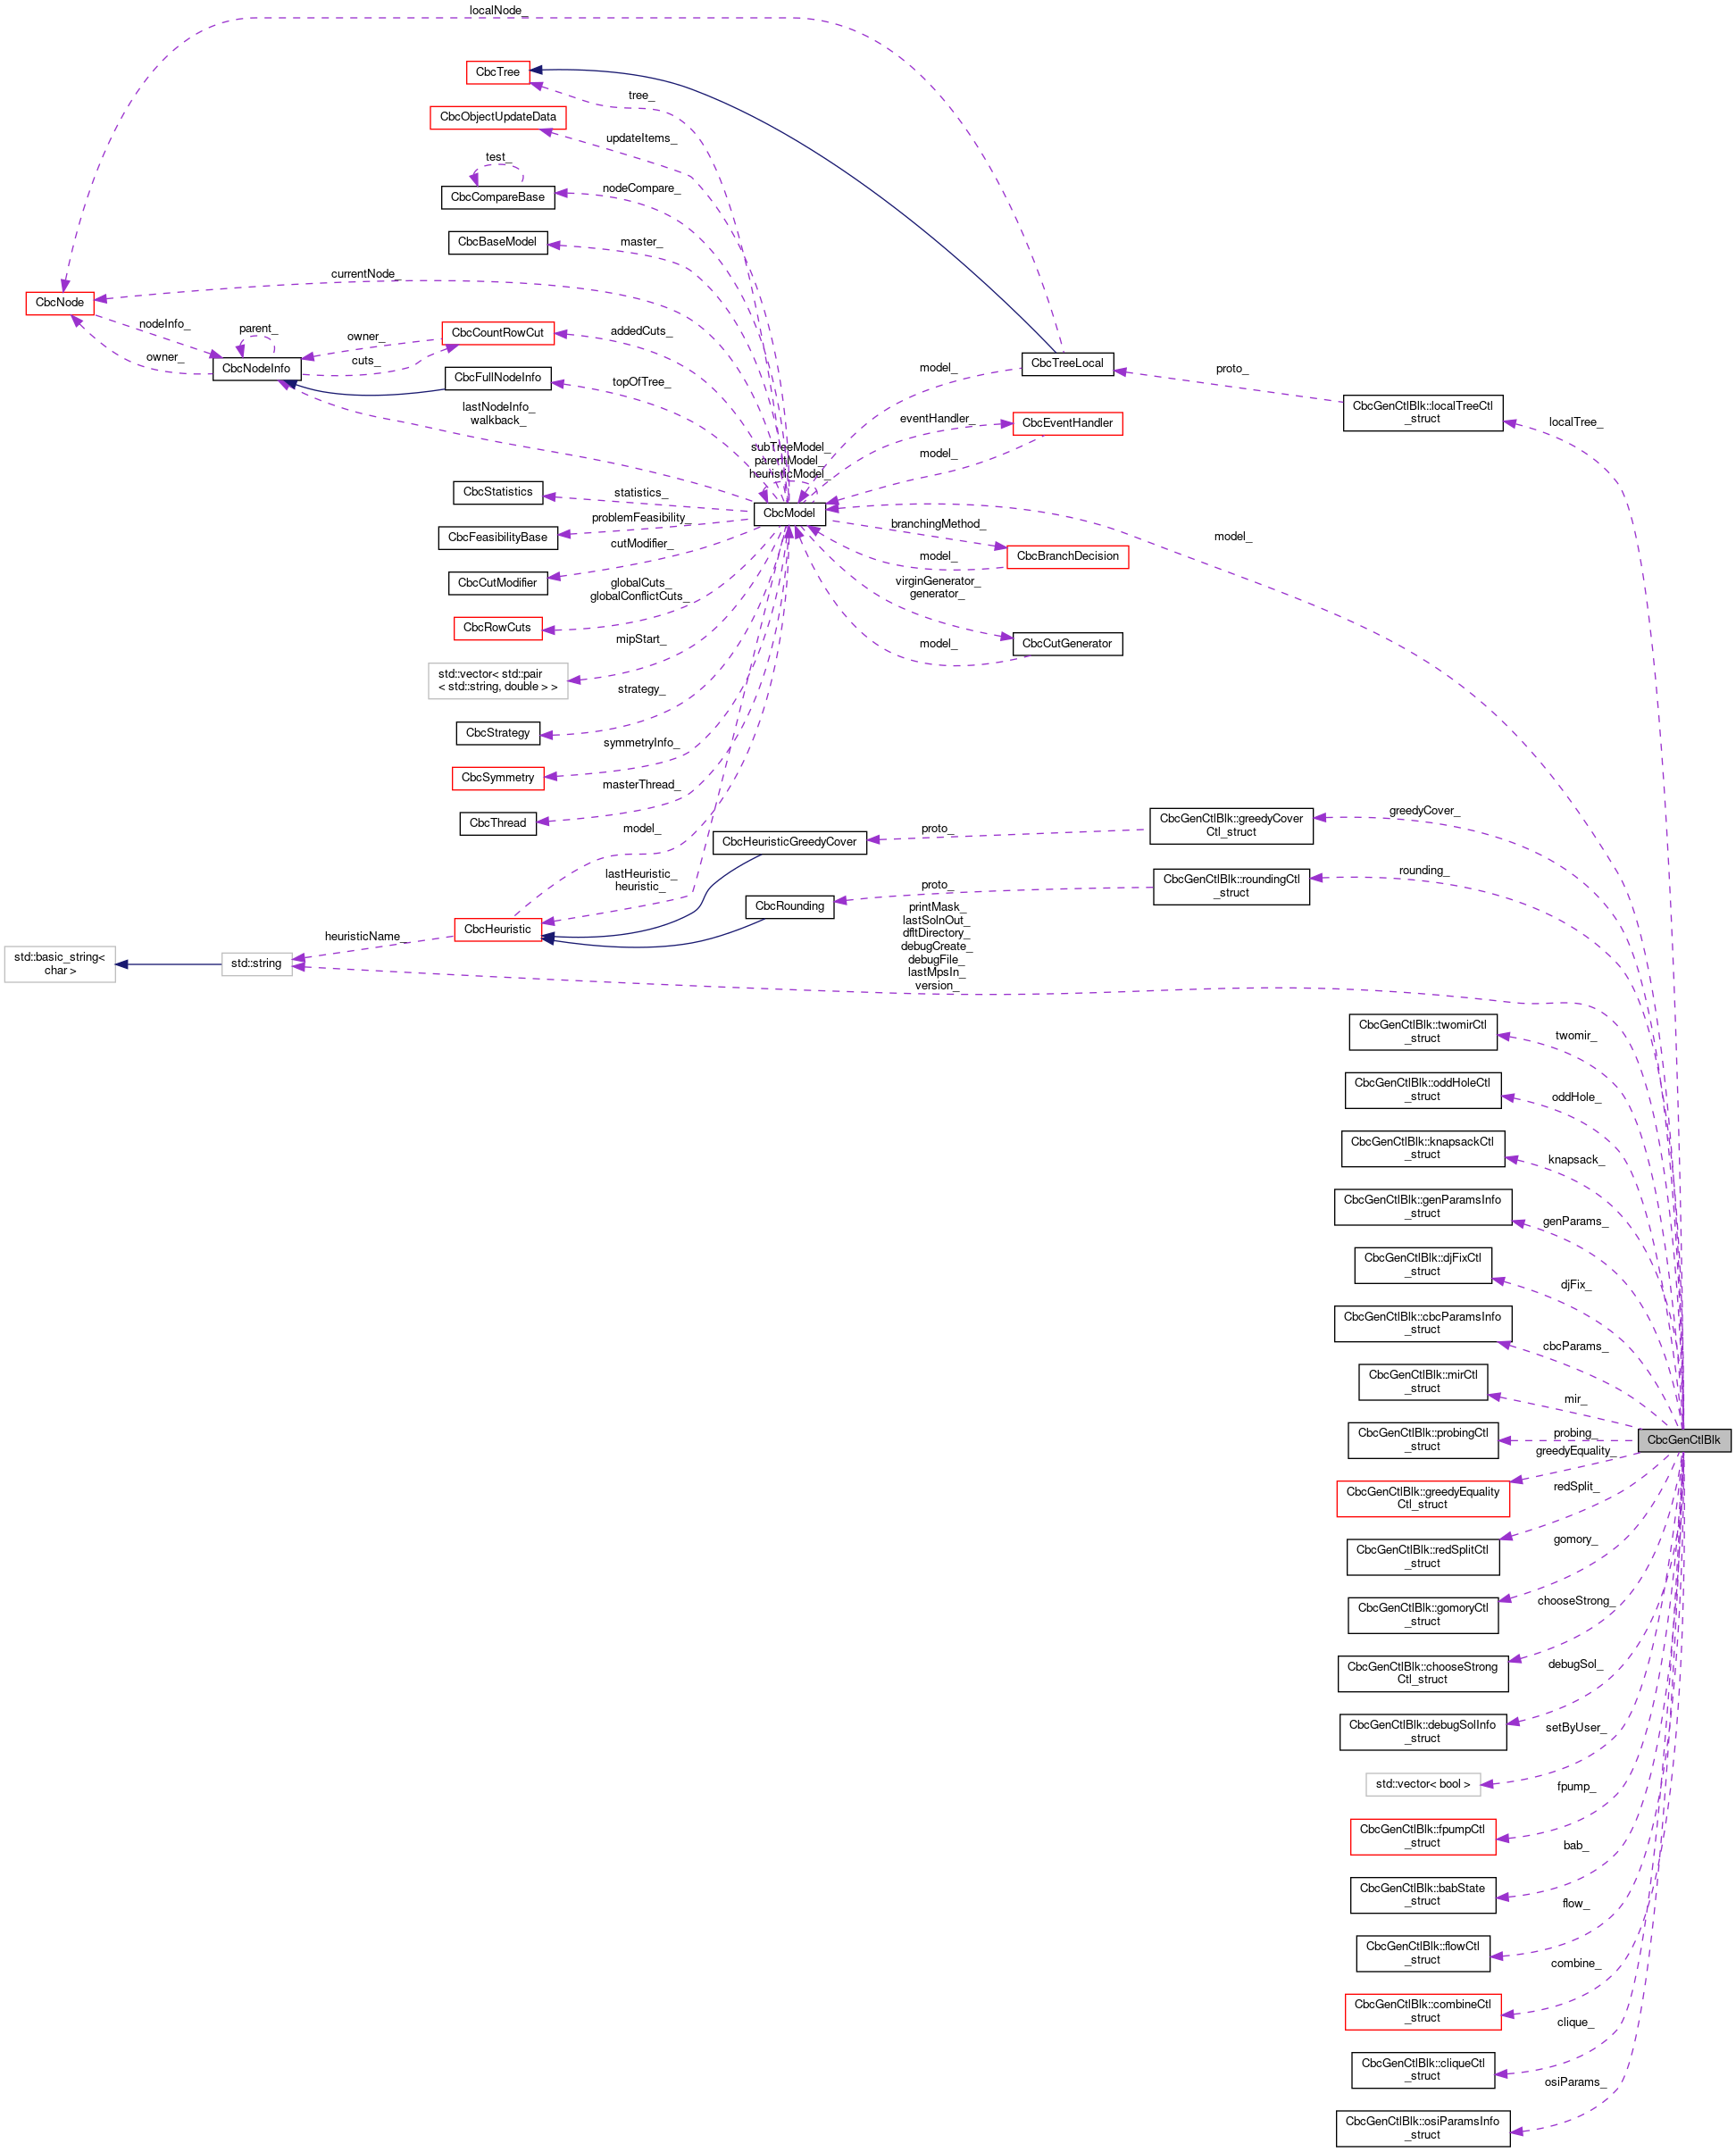 localNode_
CbcTree
tree_
CbcObjectUpdateData
updateItems_
test_
CbcCompareBase
nodeCompare_
CbcBaseModel
master_
currentNode_
CbcNode
nodeInfo_
parent_
owner_
CbcNodeInfo
owner_
cuts_
CbcCountRowCut
addedCuts_
CbcFullNodeInfo
topOfTree_
lastNodeInfo_
walkback_
CbcTreeLocal
model_
proto_
CbcGenCtlBlk::localTreeCtl
_struct
localTree_
eventHandler_
CbcEventHandler
model_
subTreeModel_
parentModel_
heuristicModel_
CbcModel
CbcStatistics
statistics_
CbcFeasibilityBase
problemFeasibility_
CbcCutModifier
cutModifier_
branchingMethod_
CbcBranchDecision
model_
model_
CbcRowCuts
globalCuts_
globalConflictCuts_
virginGenerator_
generator_
CbcCutGenerator
model_
std::vector< std::pair
< std::string, double > >
mipStart_
CbcStrategy
strategy_
CbcSymmetry
symmetryInfo_
CbcThread
masterThread_
model_
CbcHeuristicGreedyCover
proto_
CbcGenCtlBlk::greedyCover
Ctl_struct
greedyCover_
lastHeuristic_
heuristic_
CbcRounding
proto_
CbcGenCtlBlk::roundingCtl
_struct
rounding_
CbcHeuristic
heuristicName_
printMask_
lastSolnOut_
dfltDirectory_
debugCreate_
debugFile_
lastMpsIn_
version_
std::basic_string<
char >
std::string
CbcGenCtlBlk::twomirCtl
_struct
twomir_
CbcGenCtlBlk::oddHoleCtl
_struct
oddHole_
CbcGenCtlBlk::knapsackCtl
_struct
knapsack_
CbcGenCtlBlk::genParamsInfo
_struct
genParams_
CbcGenCtlBlk::djFixCtl
_struct
djFix_
CbcGenCtlBlk::cbcParamsInfo
_struct
cbcParams_
CbcGenCtlBlk::mirCtl
_struct
mir_
CbcGenCtlBlk::probingCtl
_struct
probing_
CbcGenCtlBlk
greedyEquality_
CbcGenCtlBlk::greedyEquality
Ctl_struct
redSplit_
CbcGenCtlBlk::redSplitCtl
_struct
gomory_
CbcGenCtlBlk::gomoryCtl
_struct
chooseStrong_
CbcGenCtlBlk::chooseStrong
Ctl_struct
debugSol_
CbcGenCtlBlk::debugSolInfo
_struct
setByUser_
std::vector< bool >
fpump_
CbcGenCtlBlk::fpumpCtl
_struct
bab_
CbcGenCtlBlk::babState
_struct
flow_
CbcGenCtlBlk::flowCtl
_struct
combine_
CbcGenCtlBlk::combineCtl
_struct
clique_
CbcGenCtlBlk::cliqueCtl
_struct
osiParams_
CbcGenCtlBlk::osiParamsInfo
_struct